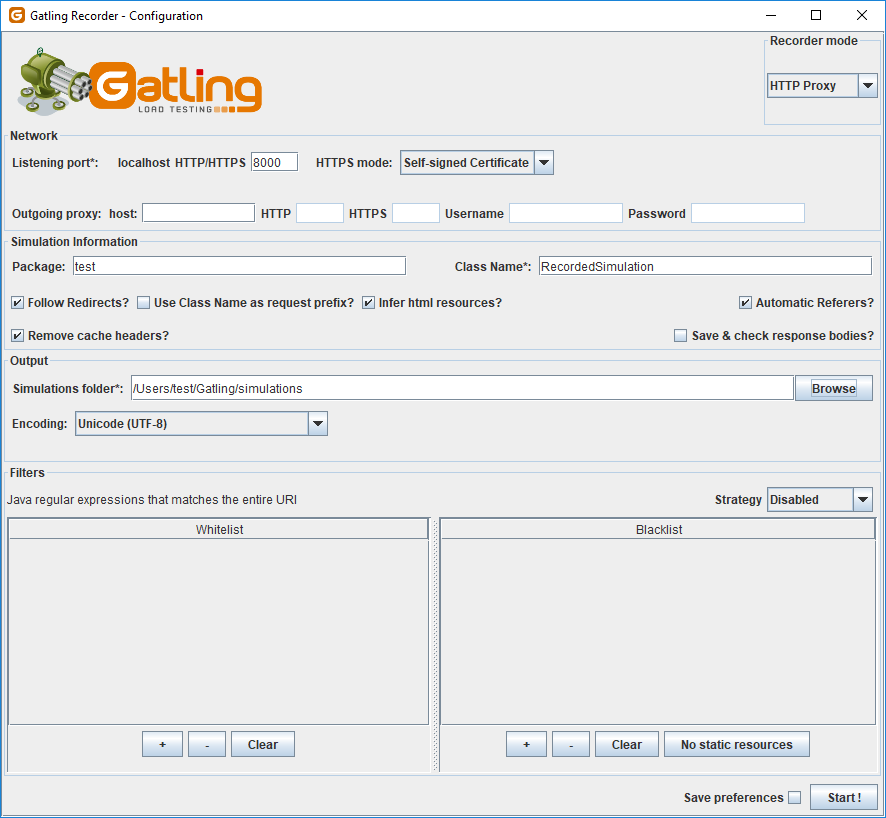 Gatling Recorder - Configuration
Gatling
LOAD TESTING
Recorder mode
HTTP Proxy
Network
Listening port*: localhost HTTP/HTTPS 8000 HTTPS mode: Self-signed Certificate
Outgoing proxy: host: HTTP HTTPS Username Password
Simulation Information
Package: test Class Name*: RecordedSimulation
Follow Redirects? Use Class Name as request prefix? Infer html resources? Automatic Referers?
Remove cache headers? Save & check response bodies?
Output
Simulations folder*: /Users/test/Gatling/simulations Browse
Encoding: Unicode (UTF-8)
Filters
Java regular expressions that matches the entire URI Strategy Disabled
Whitelist Blacklist
+ - Clear + - Clear No static resources
Save preferences Start !